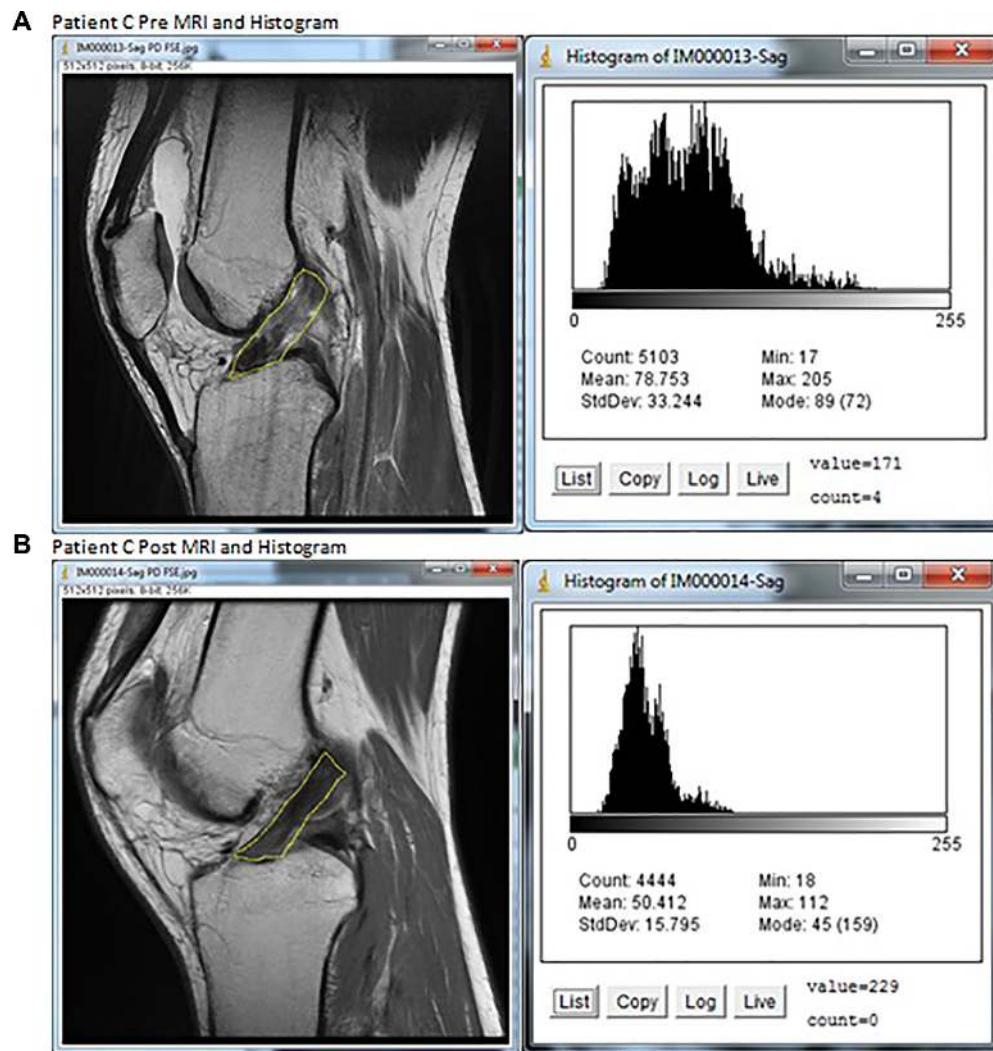 A Patient C Pre MRI and Histogram
IM000013-Sag PD FSE.jpg
512x512 pixels; 8-bit; 256K
Histogram of IM000013-Sag
0 255
Count: 5103 Min: 17
Mean: 78.753 Max: 205
StdDev: 33.244 Mode: 89 (72)
List Copy Log Live value=171
count=4
B Patient C Post MRI and Histogram
IM000014-Sag PD FSE.jpg
512x512 pixels; 8-bit; 256K
Histogram of IM000014-Sag
0 255
Count: 4444 Min: 18
Mean: 50.412 Max: 112
StdDev: 15.795 Mode: 45 (159)
List Copy Log Live value=229
count=0